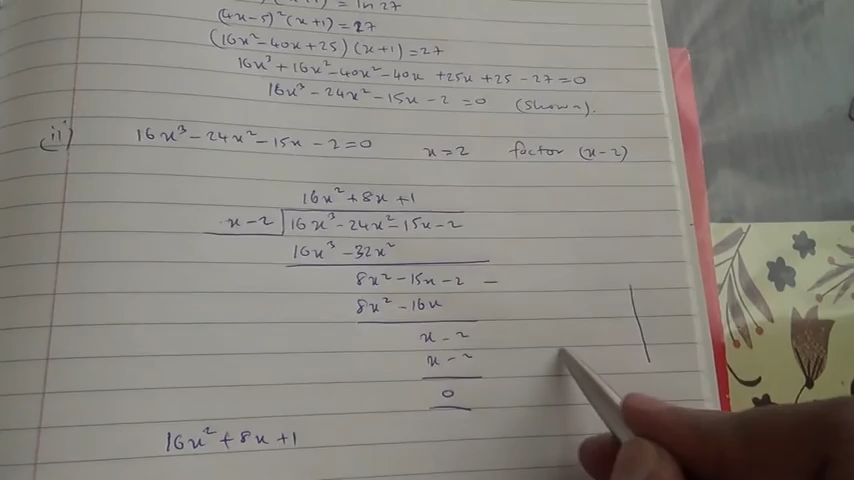 = ln 27
(4x-5)²(x+1) = 27
(16x²-40x+25)(x+1)=27
16x³+16x²-40x²-40x +25x+25-27=0
16x³-24x²-15x-2 =0 (shown).
(ii) 16x³-24x²-15x-2=0 x=2 factor (x-2)
16x²+8x+1
x-2 16x³-24x²-15x-2
16x³-32x²
8x²-15x-2 -
8x²-16x
x-2
x-2
0
16x²+8x+1